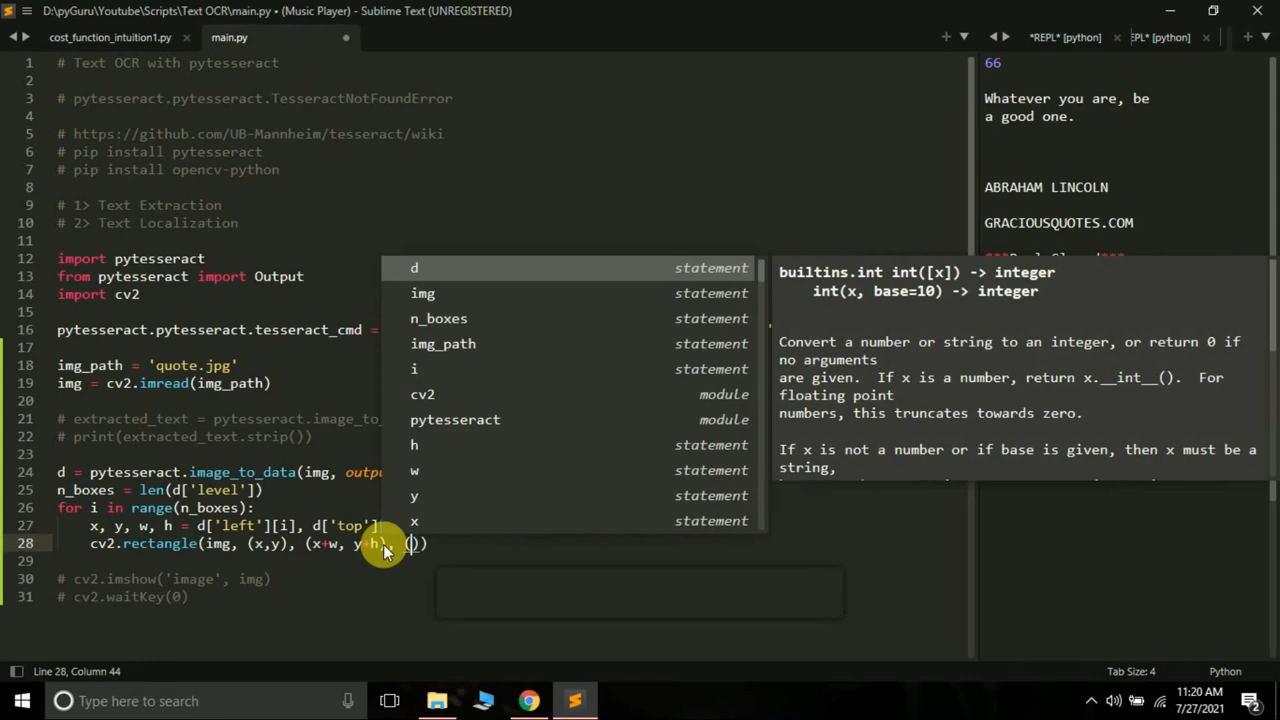 D:\pyGuru\Youtube\Scripts\Text OCR\main.py • (Music Player) - Sublime Text (UNREGISTERED)
cost_function_intuition1.py
main.py
*REPL* [python]
EPL* [python]
1 # Text OCR with pytesseract
2
3 # pytesseract.pytesseract.TesseractNotFoundError
4
5 # https://github.com/UB-Mannheim/tesseract/wiki
6 # pip install pytesseract
7 # pip install opencv-python
8
9 # 1> Text Extraction
10 # 2> Text Localization
11
12 import pytesseract
13 from pytesseract import Output
14 import cv2
15
16 pytesseract.pytesseract.tesseract_cmd =
17
18 img_path = 'quote.jpg'
19 img = cv2.imread(img_path)
20
21 # extracted_text = pytesseract.image_to
22 # print(extracted_text.strip())
23
24 d = pytesseract.image_to_data(img, outpu
25 n_boxes = len(d['level'])
26 for i in range(n_boxes):
27 x, y, w, h = d['left'][i], d['top']
28 cv2.rectangle(img, (x,y), (x+w, y+h), ())
29
30 # cv2.imshow('image', img)
31 # cv2.waitKey(0)
d statement
img statement
n_boxes statement
img_path statement
i statement
cv2 module
pytesseract module
h statement
w statement
y statement
x statement
builtins.int int([x]) -> integer
int(x, base=10) -> integer
Convert a number or string to an integer, or return 0 if
no arguments
are given. If x is a number, return x.__int__(). For
floating point
numbers, this truncates towards zero.
If x is not a number or if base is given, then x must be a
string,
66
Whatever you are, be
a good one.
ABRAHAM LINCOLN
GRACIOUSQUOTES.COM
Line 28, Column 44
Tab Size: 4
Python
Type here to search
11:20 AM
7/27/2021
2